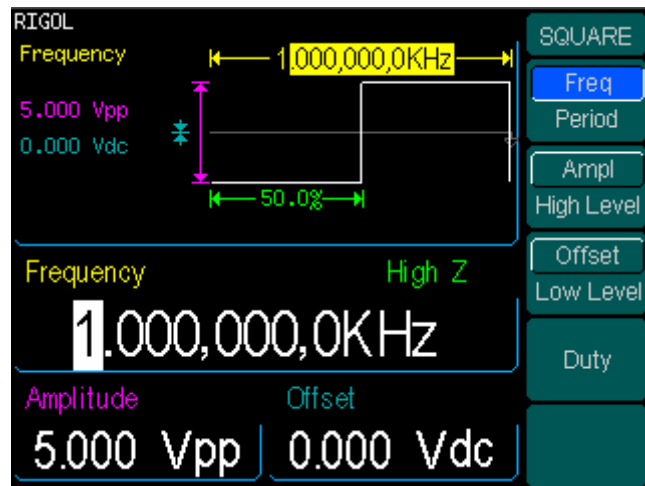 RIGOL
Frequency
1.000,000,0KHz
5.000 Vpp
0.000 Vdc
50.0%
Frequency
High Z
1.000,000,0KHz
Amplitude
Offset
5.000 Vpp
0.000 Vdc
SQUARE
Freq
Period
Ampl
High Level
Offset
Low Level
Duty